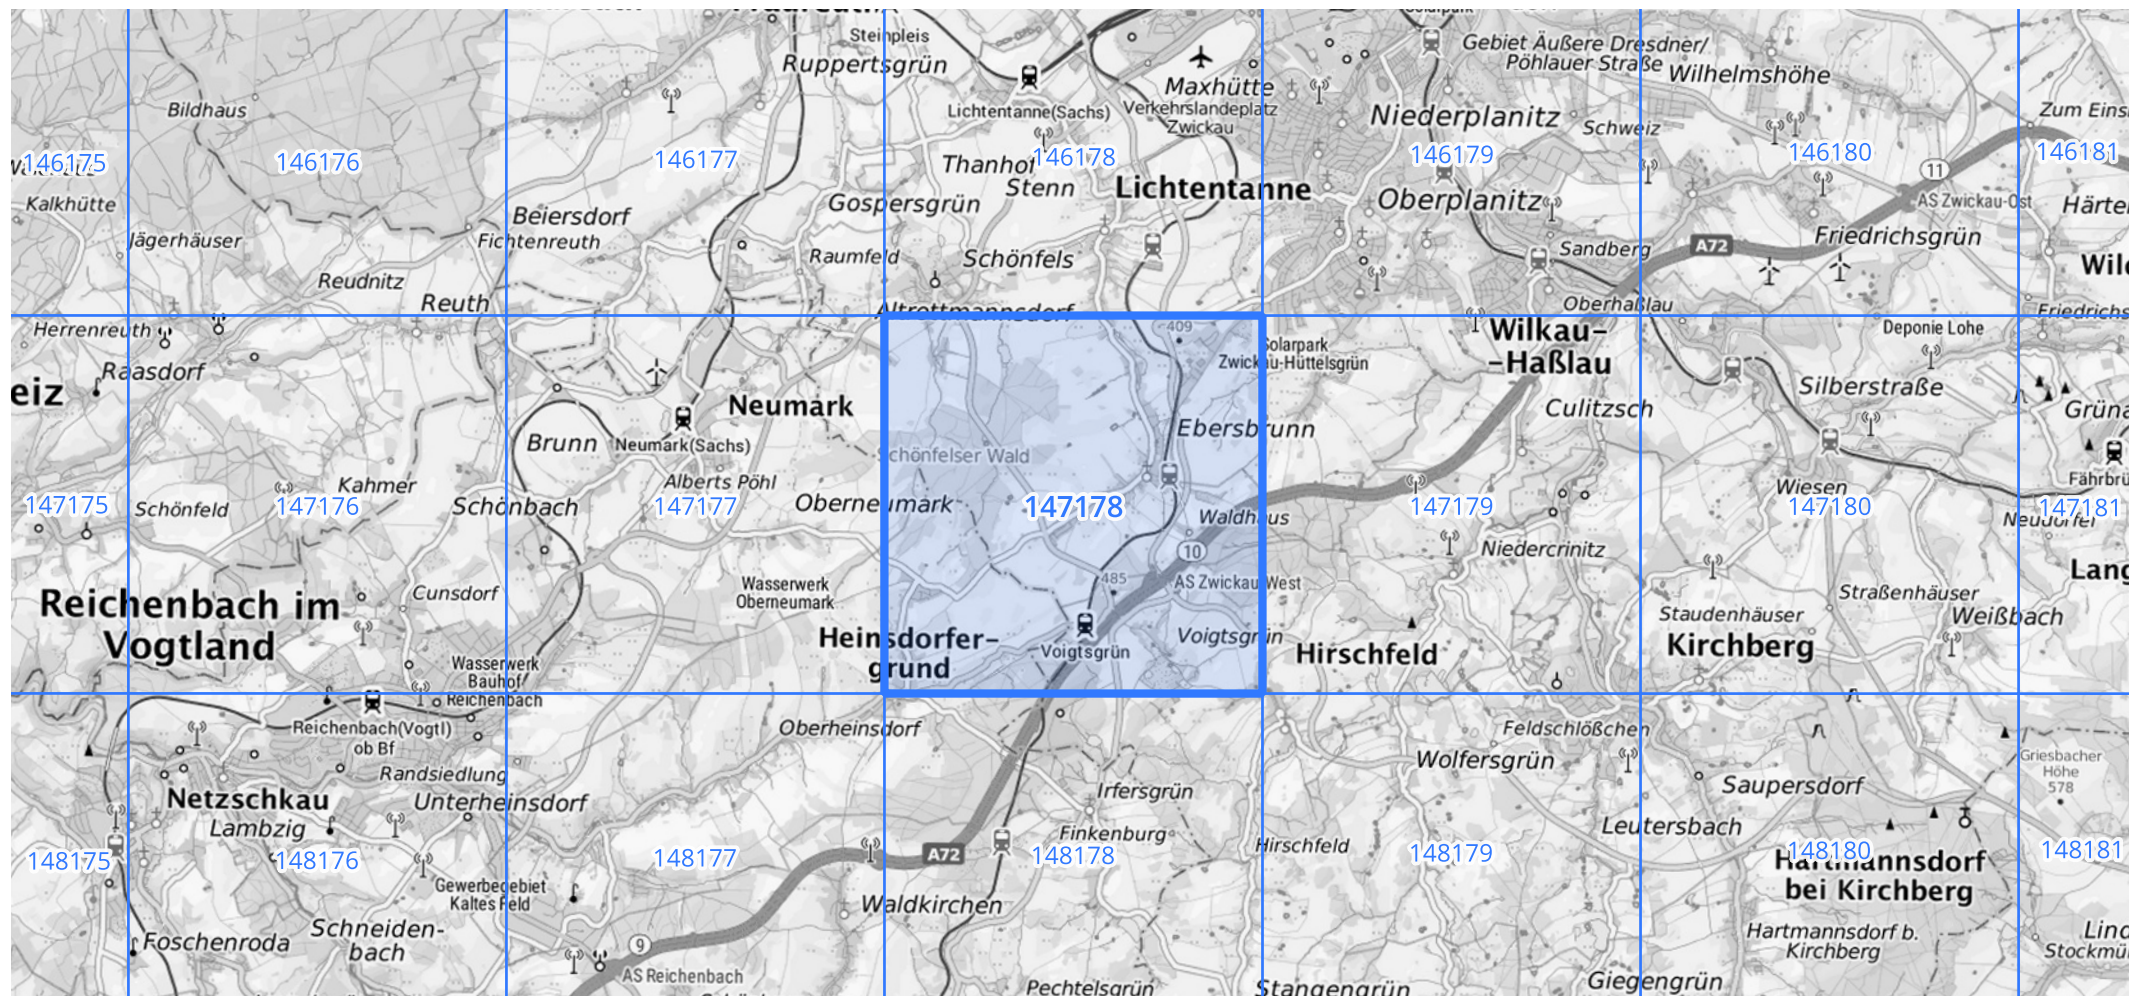 Steinpleis
Ruppertsgrün
Gebiet Äußere Dresdner/
Pöhlauer Straße
Wilhelmshöhe
Maxhütte
Bildhaus
Lichtentanne(Sachs)
Verkehrslandeplatz
Zwickau
Niederplanitz
Schweiz
146175
146176
146177
146178
146179
146180
146181
11
Thanhof
Stenn
Lichtentanne
Kalkhütte
Gospersgrün
Oberplanitz
AS Zwickau-Ost
Beiersdorf
Jägerhäuser
Fichtenreuth
Raumfeld
Schönfels
Sandberg
A72
Friedrichsgrün
Reudnitz
Reuth
Altrottmannsdorf
Oberhaßlau
Herrenreuth
409
Solarpark
Zwickau-Hüttelsgrün
Wilkau-
-Haßlau
Deponie Lohe
Raasdorf
Silberstraße
Neumark
Culitzsch
Brunn
Neumark(Sachs)
Ebersbrunn
Schönfelser Wald
Kahmer
Alberts Pöhl
Wiesen
Schönfeld
Schönbach
Oberneumark
147175
147176
147177
147178
147179
147180
147181
Waldhaus
Neudörfel
10
Niedercrinitz
485
AS Zwickau-West
Cunsdorf
Wasserwerk
Oberneumark
Straßenhäuser
Reichenbach im
Vogtland
Staudenhäuser
Weißbach
Heinsdorfer-
grund
Voigtsgrün
Voigtsgrün
Hirschfeld
Kirchberg
Wasserwerk
Bauhof
Reichenbach
Reichenbach(Vogtl)
ob Bf
Oberheinsdorf
Feldschlößchen
Wolfersgrün
Griesbacher
Höhe
578
Randsiedlung
Saupersdorf
Netzschkau
Unterheinsdorf
Irfersgrün
Lambzig
Finkenburg
Hirschfeld
Leutersbach
148175
148176
148177
A72
148178
148179
148180
148181
Hartmannsdorf
bei Kirchberg
Gewerbegebiet
Kaltes Feld
Waldkirchen
Foschenroda
Schneiden-
bach
9
AS Reichenbach
Hartmannsdorf b.
Kirchberg
Pechtelsgrün
Stangengrün
Giegengrün